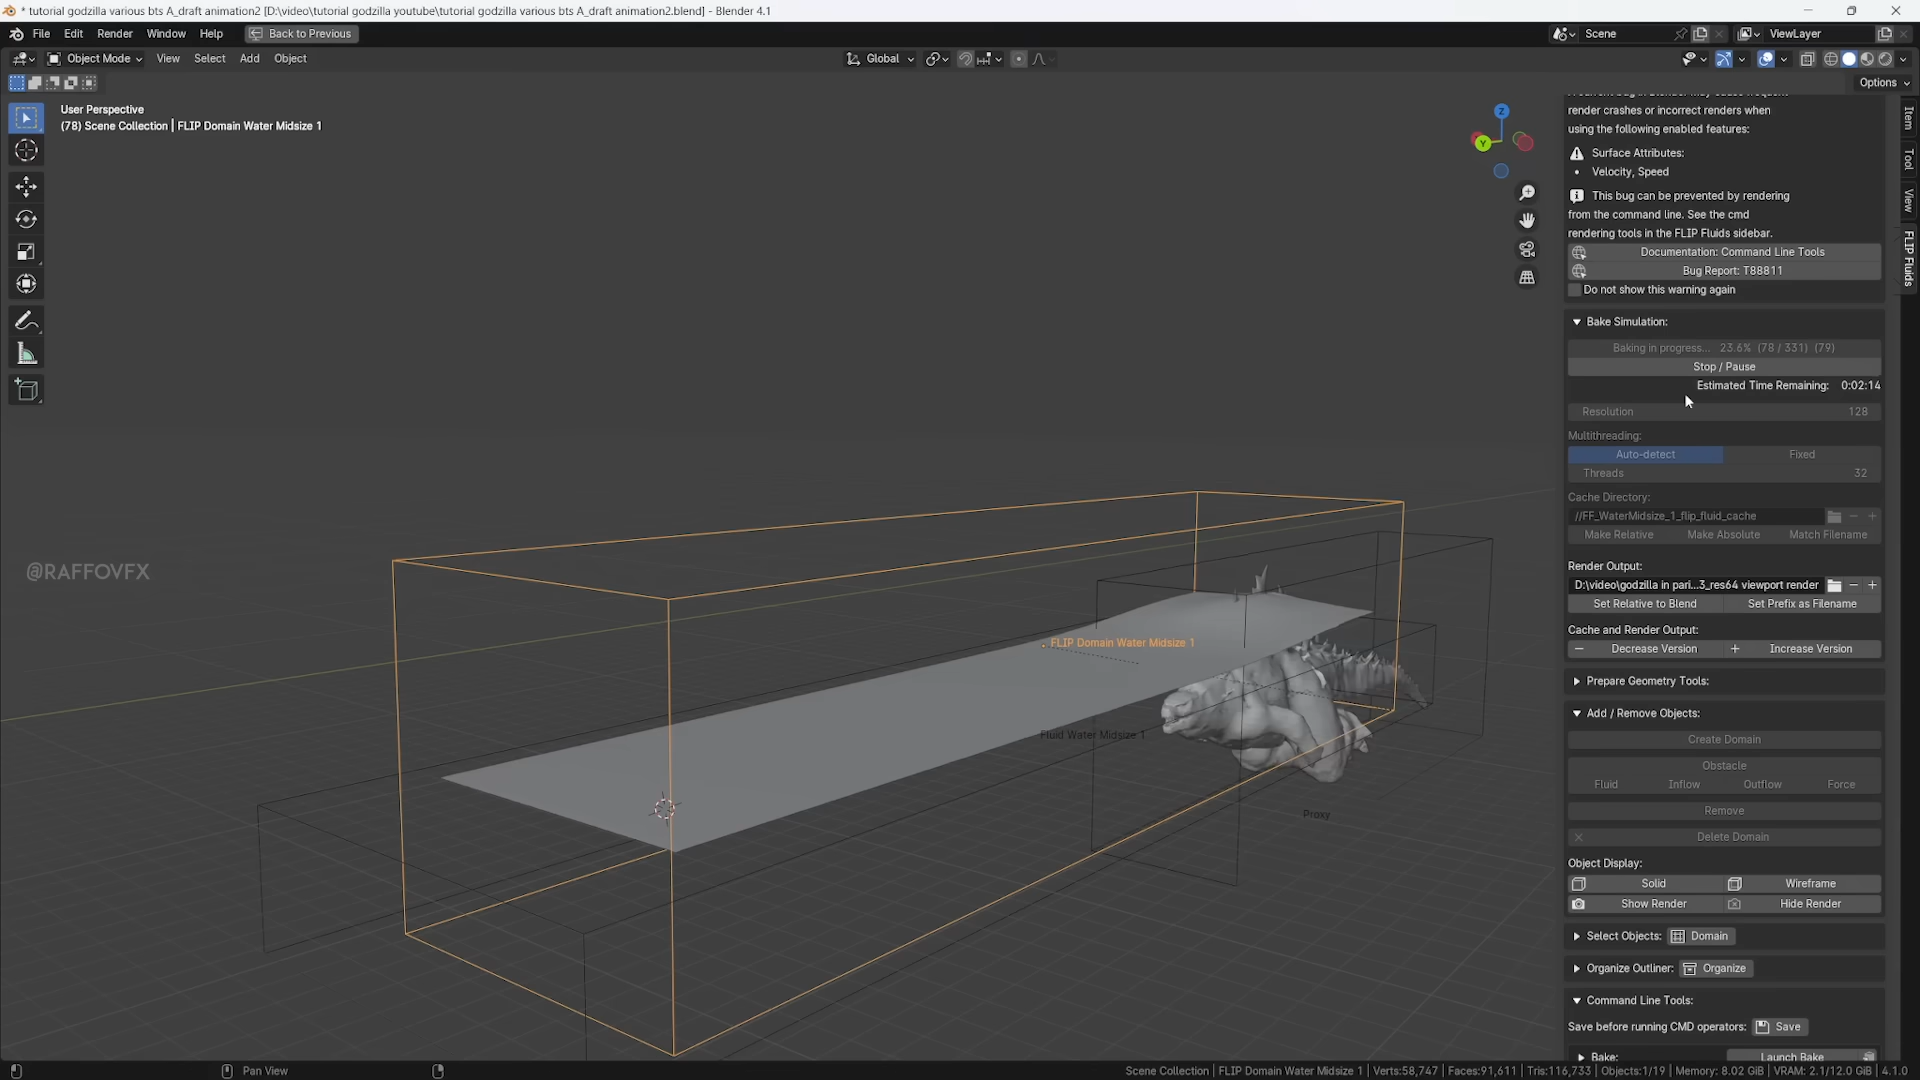 * tutorial godzilla various bts A_draft animation2 [D:\video\tutorial godzilla youtube\tutorial godzilla various bts A_draft animation2.blend] - Blender 4.1
File Edit Render Window Help Back to Previous Scene ViewLayer
Object Mode View Select Add Object Global
Options
User Perspective
(78) Scene Collection | FLIP Domain Water Midsize 1
Z
Y
Item
Tool
View
FLIP Fluids
render crashes or incorrect renders when
using the following enabled features:
Surface Attributes:
• Velocity, Speed
This bug can be prevented by rendering
from the command line. See the cmd
rendering tools in the FLIP Fluids sidebar.
Documentation: Command Line Tools
Bug Report: T88811
Do not show this warning again
Bake Simulation:
Baking in progress... 23.6% (78 / 331) (79)
Stop / Pause
Estimated Time Remaining: 0:02:14
Resolution 128
Multithreading:
Auto-detect Fixed
Threads 32
Cache Directory:
//FF_WaterMidsize_1_flip_fluid_cache
Make Relative Make Absolute Match Filename
Render Output:
D:\video\godzilla in pari...3_res64 viewport render
Set Relative to Blend Set Prefix as Filename
Cache and Render Output:
Decrease Version Increase Version
Prepare Geometry Tools:
Add / Remove Objects:
Create Domain
Obstacle
Fluid Inflow Outflow Force
Remove
Delete Domain
Object Display:
Solid Wireframe
Show Render Hide Render
Select Objects: Domain
Organize Outliner: Organize
Command Line Tools:
Save before running CMD operators: Save
Bake: Launch Bake
@RAFFOVFX
FLIP Domain Water Midsize 1
Fluid Water Midsize 1
Proxy
Pan View
Scene Collection | FLIP Domain Water Midsize 1 | Verts:58,747 | Faces:91,611 | Tris:116,733 | Objects:1/19 | Memory: 8.02 GiB | VRAM: 2.1/12.0 GiB | 4.1.0